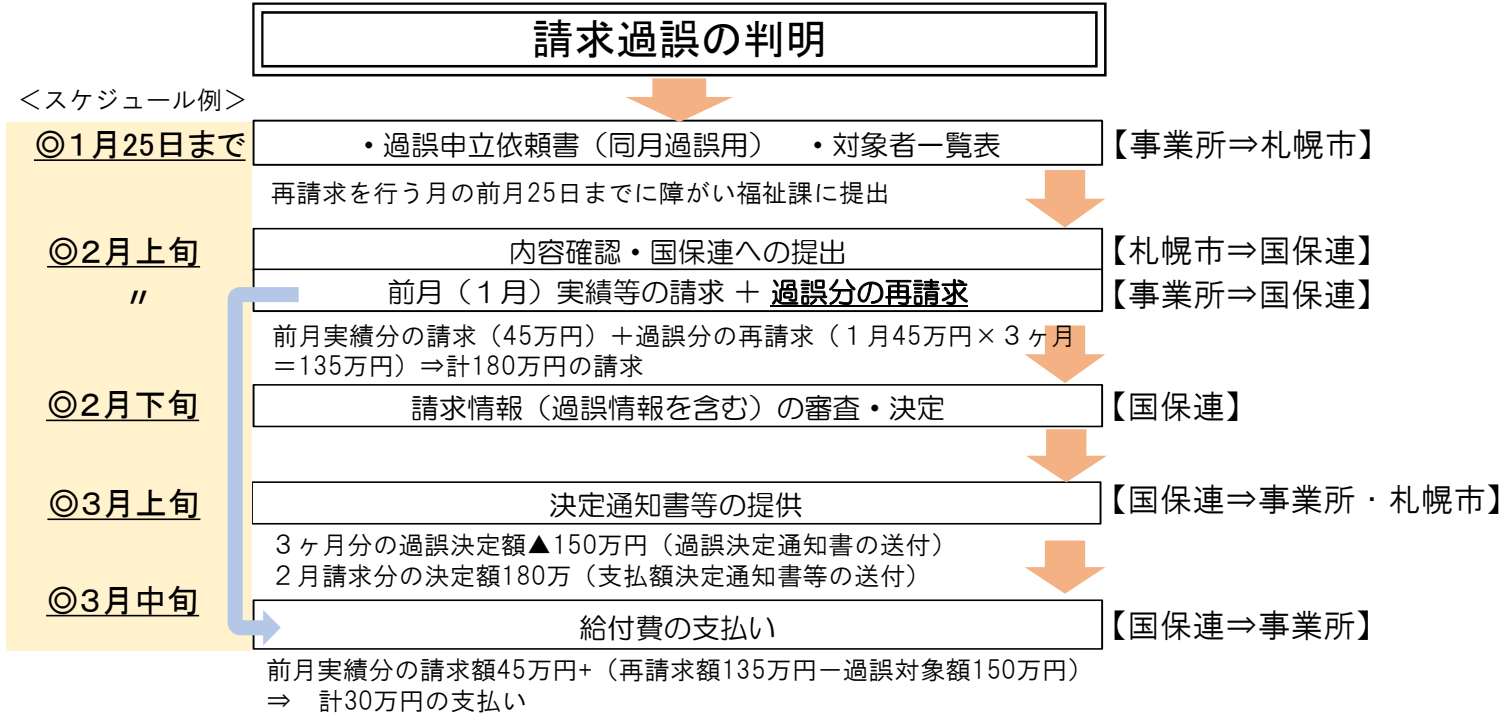 請求過誤の判明
＜スケジュール例＞
◎１月25日まで
・過誤申立依頼書（同月過誤用）　・対象者一覧表
【事業所⇒札幌市】
再請求を行う月の前月25日までに障がい福祉課に提出
◎２月上旬
内容確認・国保連への提出
【札幌市⇒国保連】
〃
前月（１月）実績等の請求 ＋ 過誤分の再請求
【事業所⇒国保連】
前月実績分の請求（45万円）＋過誤分の再請求（１月45万円×３ヶ月
＝135万円）⇒計180万円の請求
◎２月下旬
請求情報（過誤情報を含む）の審査・決定
【国保連】
◎３月上旬
決定通知書等の提供
【国保連⇒事業所・札幌市】
３ヶ月分の過誤決定額▲150万円（過誤決定通知書の送付）
２月請求分の決定額180万（支払額決定通知書等の送付）
◎３月中旬
給付費の支払い
【国保連⇒事業所】
前月実績分の請求額45万円+（再請求額135万円－過誤対象額150万円）
⇒　計30万円の支払い